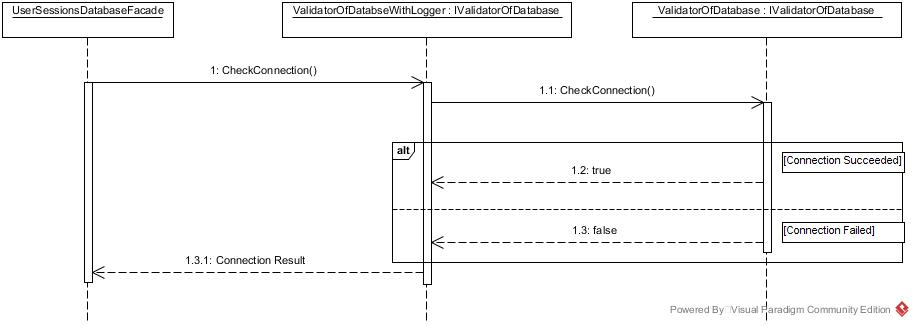 UserSessionsDatabaseFacade
ValidatorOfDatabseWithLogger : IValidatorOfDatabase
ValidatorOfDatabase : IValidatorOfDatabase
1: CheckConnection()
1.1: CheckConnection()
alt
[Connection Succeeded]
1.2: true
[Connection Failed]
1.3: false
1.3.1: Connection Result
Powered By Visual Paradigm Community Edition